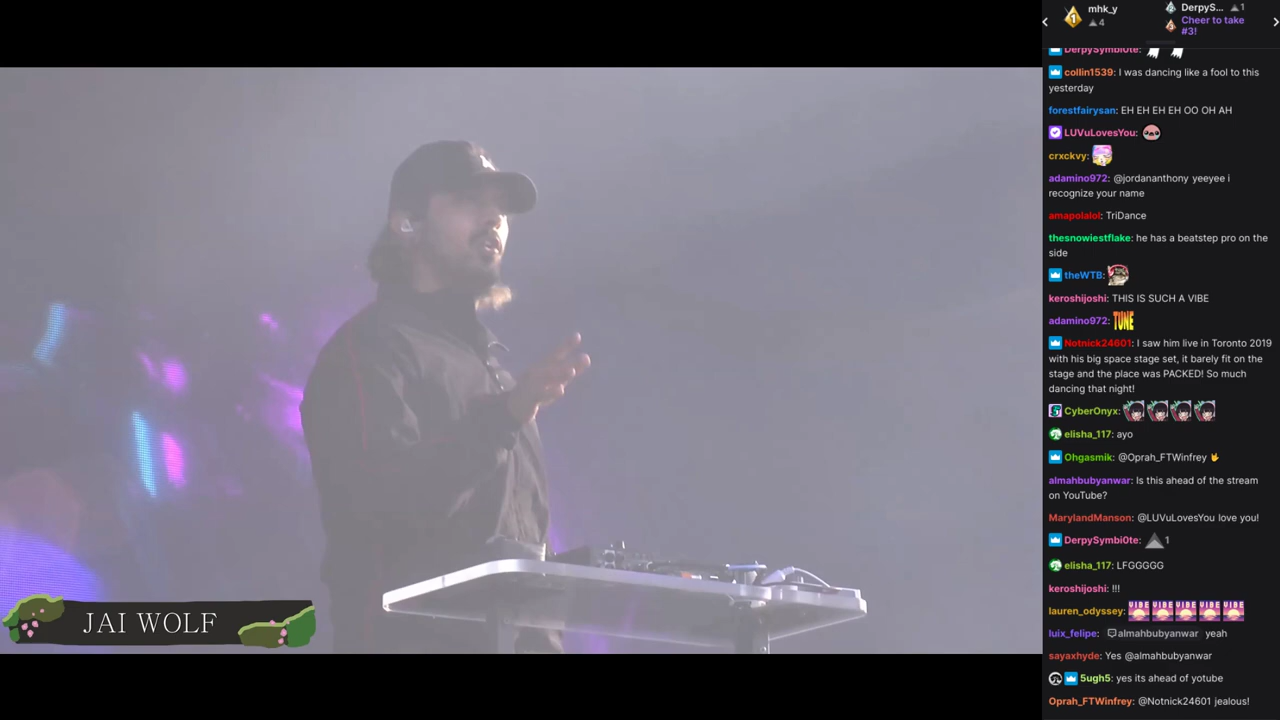 mhk_y
1
4
DerpyS... 1
Cheer to take
#3!
DerpySymbi0te:
collin1539: I was dancing like a fool to this
yesterday
forestfairysan: EH EH EH EH OO OH AH
LUVuLovesYou:
crxckvy:
adamino972: @jordananthony yeeyee i
recognize your name
amapolalol: TriDance
thesnowiestflake: he has a beatstep pro on the
side
theWTB:
keroshijoshi: THIS IS SUCH A VIBE
adamino972: TUNE
Notnick24601: I saw him live in Toronto 2019
with his big space stage set, it barely fit on the
stage and the place was PACKED! So much
dancing that night!
CyberOnyx:
elisha_117: ayo
Ohgasmik: @Oprah_FTWinfrey
almahbubyanwar: Is this ahead of the stream
on YouTube?
MarylandManson: @LUVuLovesYou love you!
DerpySymbi0te: 1
elisha_117: LFGGGGG
keroshijoshi: !!!
lauren_odyssey: VIBE VIBE VIBE VIBE VIBE
luix_felipe: almahbubyanwar yeah
sayaxhyde: Yes @almahbubyanwar
5ugh5: yes its ahead of yotube
Oprah_FTWinfrey: @Notnick24601 jealous!
JAI WOLF